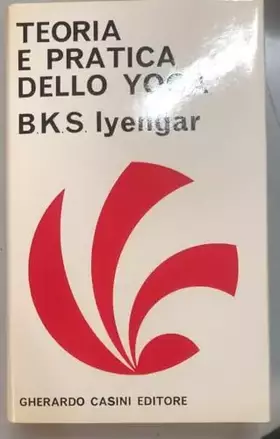 TEORIA
E PRATICA
DELLO YOGA
B.K.S. Iyengar
GHERARDO CASINI EDITORE